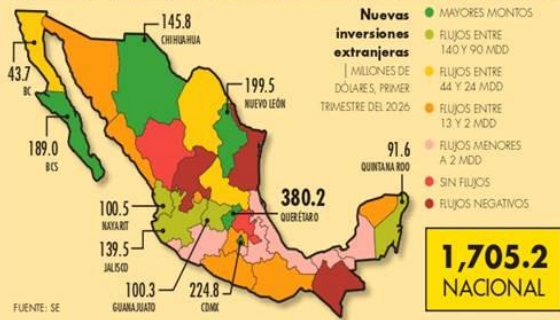 Nuevas
inversiones
extranjeras
| MILLONES DE
DÓLARES, PRIMER
TRIMESTRE DEL 2026
MAYORES MONTOS
FLUJOS ENTRE
140 Y 90 MDD
FLUJOS ENTRE
44 Y 24 MDD
FLUJOS ENTRE
13 Y 2 MDD
FLUJOS MENORES
A 2 MDD
SIN FLUJOS
FLUJOS NEGATIVOS
145.8
CHIHUAHUA
43.7
BC
199.5
NUEVO LEÓN
189.0
BCS
91.6
QUINTANA ROO
380.2
QUERÉTARO
100.5
NAYARIT
139.5
JALISCO
100.3
GUANAJUATO
224.8
CDMX
1,705.2
NACIONAL
FUENTE: SE